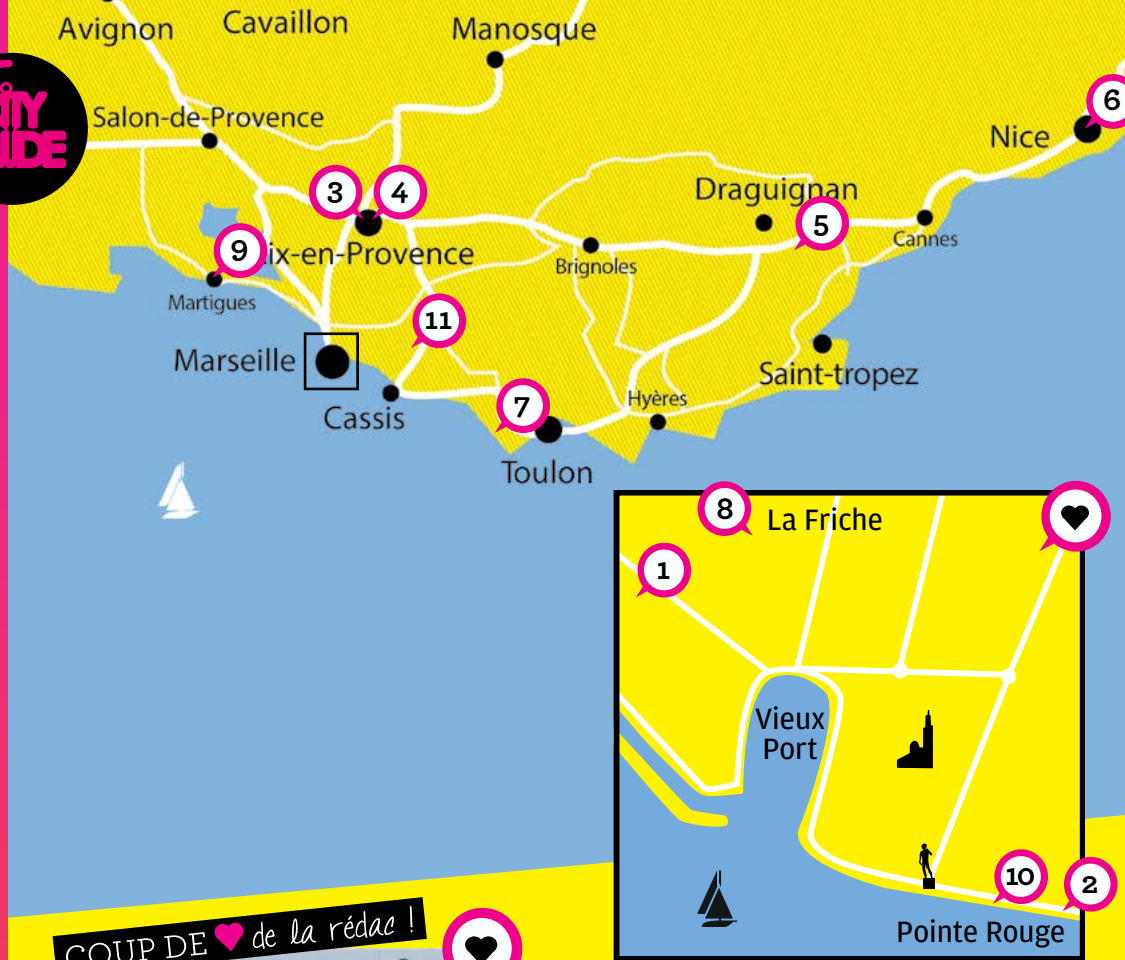 Avignon
Cavaillon
Manosque
Salon-de-Provence
Nice
6
3
4
Draguignan
5
Cannes
9
ix-en-Provence
Brignoles
Martigues
11
Marseille
Saint-tropez
Cassis
7
Hyères
Toulon
8
La Friche
1
Vieux
Port
10
2
Pointe Rouge
COUP DE ♥ de la rédac !